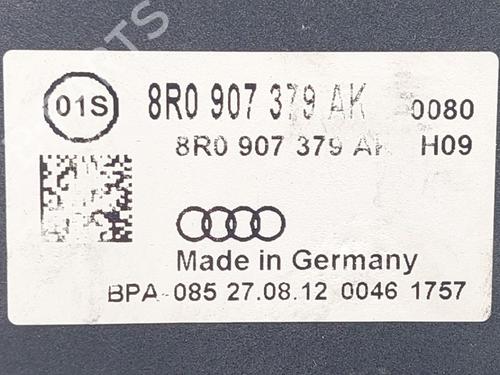 01S
8R0 907 379 AK 0080
8R0 907 379 AK H09
Made in Germany
BPA-085 27.08.12 0046 1757